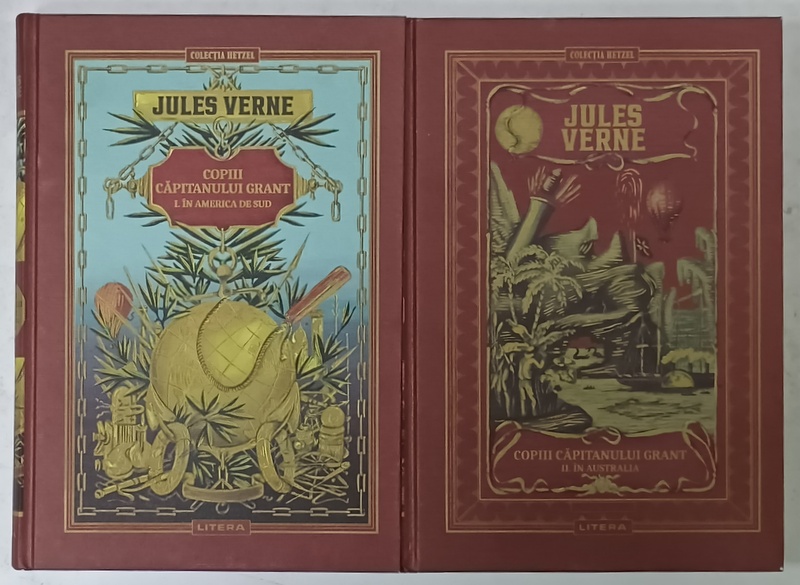 COLECȚIA HETZEL
JULES VERNE
COPIII
CĂPITANULUI GRANT
I. ÎN AMERICA DE SUD
LITERA
COLECȚIA HETZEL
JULES
VERNE
COPIII CĂPITANULUI GRANT
II. ÎN AUSTRALIA
LITERA